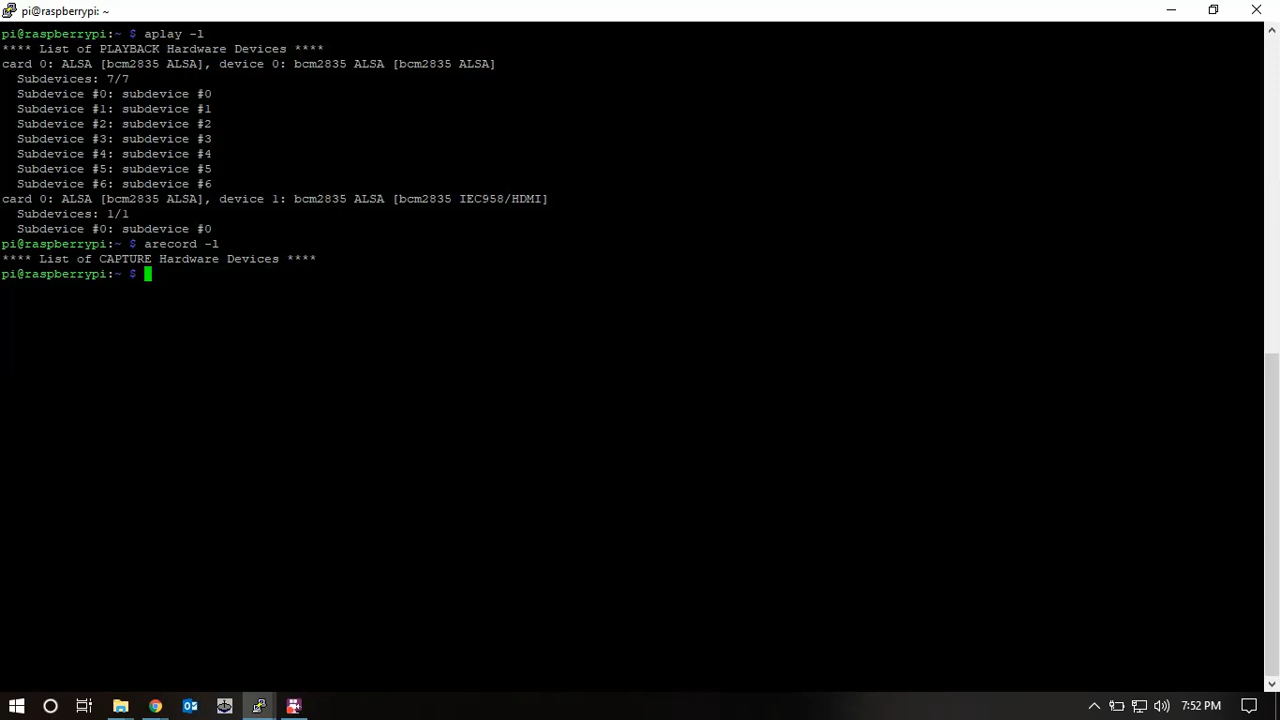 pi@raspberrypi: ~
pi@raspberrypi:~ $ aplay -l
**** List of PLAYBACK Hardware Devices ****
card 0: ALSA [bcm2835 ALSA], device 0: bcm2835 ALSA [bcm2835 ALSA]
  Subdevices: 7/7
  Subdevice #0: subdevice #0
  Subdevice #1: subdevice #1
  Subdevice #2: subdevice #2
  Subdevice #3: subdevice #3
  Subdevice #4: subdevice #4
  Subdevice #5: subdevice #5
  Subdevice #6: subdevice #6
card 0: ALSA [bcm2835 ALSA], device 1: bcm2835 ALSA [bcm2835 IEC958/HDMI]
  Subdevices: 1/1
  Subdevice #0: subdevice #0
pi@raspberrypi:~ $ arecord -l
**** List of CAPTURE Hardware Devices ****
pi@raspberrypi:~ $
7:52 PM